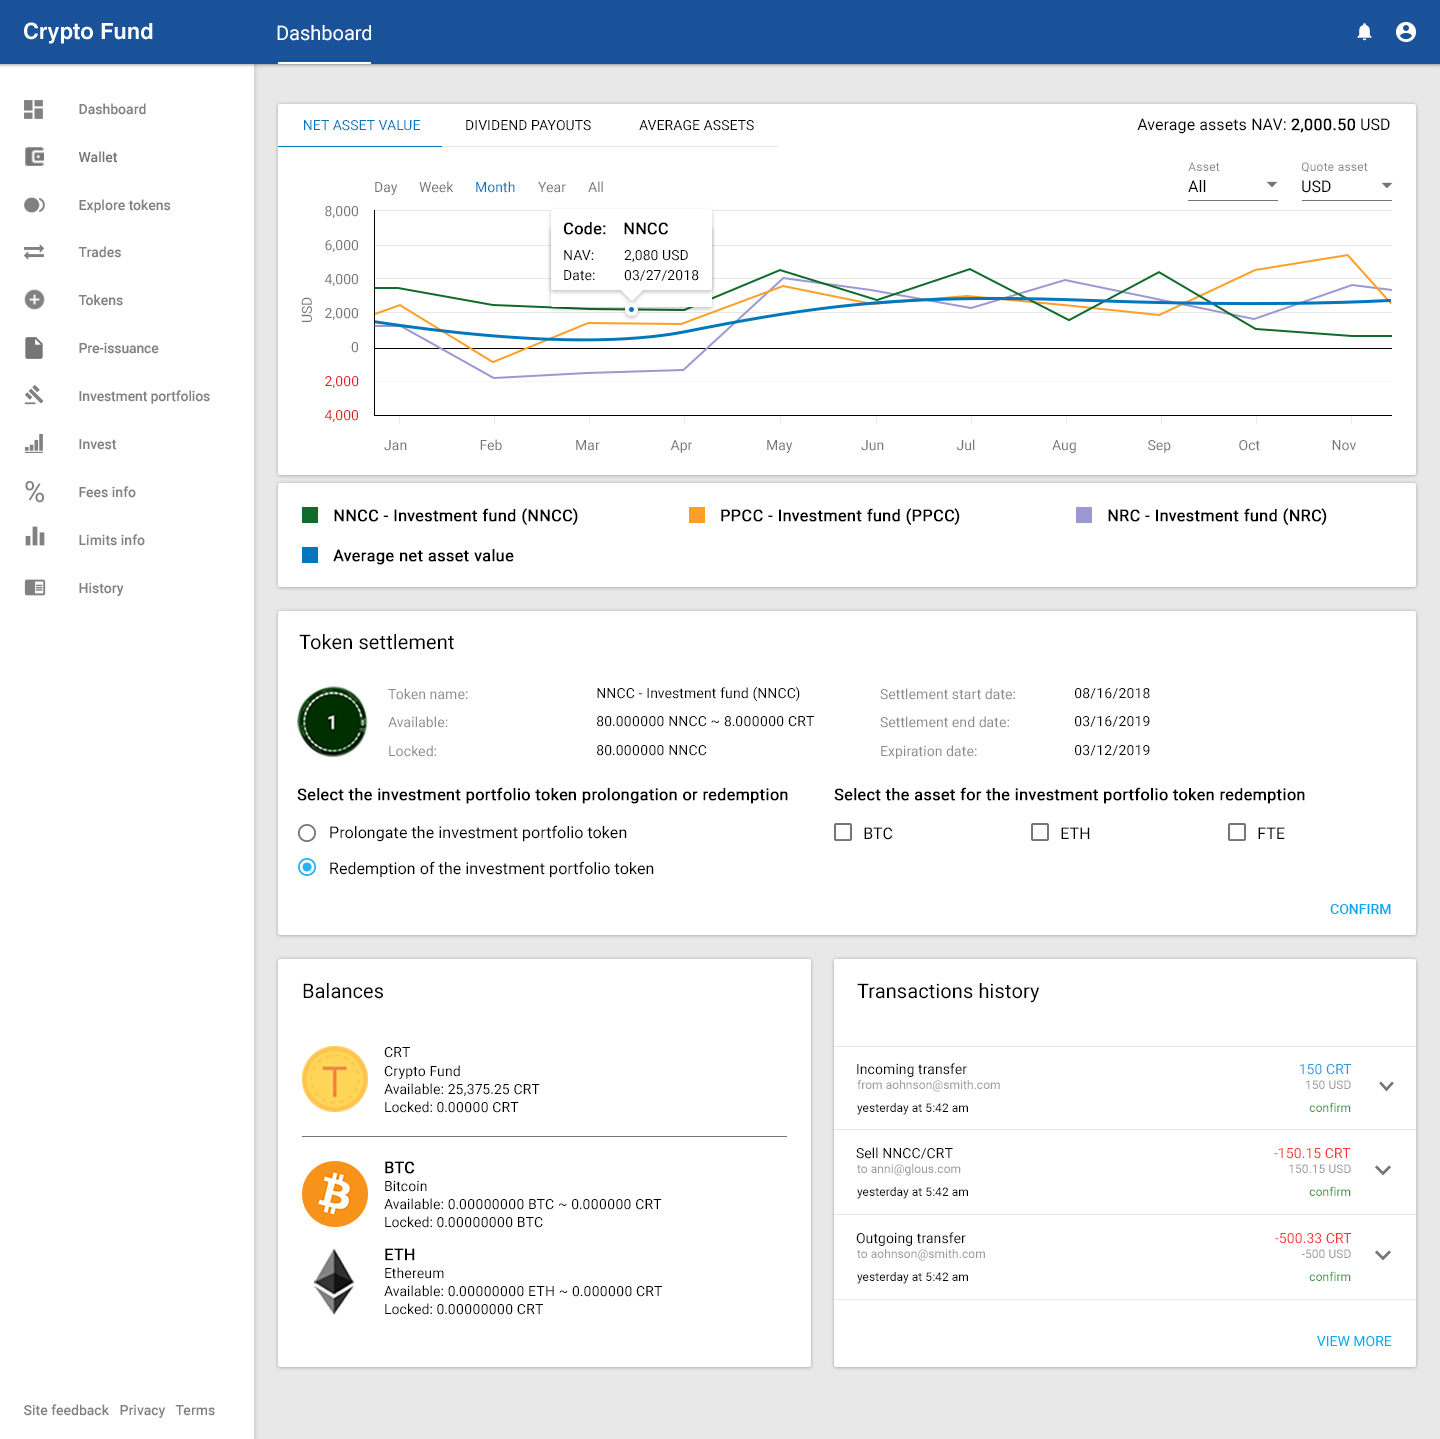 Crypto Fund
Dashboard
Dashboard
Wallet
Explore tokens
Trades
Tokens
Pre-issuance
Investment portfolios
Invest
Fees info
Limits info
History
Site feedback Privacy Terms
NET ASSET VALUE DIVIDEND PAYOUTS AVERAGE ASSETS
Average assets NAV: 2,000.50 USD
Day Week Month Year All
Asset
All
Quote asset
USD
USD
8,000
6,000
4,000
2,000
0
2,000
4,000
Code: NNCC
NAV: 2,080 USD
Date: 03/27/2018
Jan Feb Mar Apr May Jun Jul Aug Sep Oct Nov
NNCC - Investment fund (NNCC)
PPCC - Investment fund (PPCC)
NRC - Investment fund (NRC)
Average net asset value
Token settlement
1
Token name: NNCC - Investment fund (NNCC)
Available: 80.000000 NNCC ~ 8.000000 CRT
Locked: 80.000000 NNCC
Settlement start date: 08/16/2018
Settlement end date: 03/16/2019
Expiration date: 03/12/2019
Select the investment portfolio token prolongation or redemption
Prolongate the investment portfolio token
Redemption of the investment portfolio token
Select the asset for the investment portfolio token redemption
BTC ETH FTE
CONFIRM
Balances
T
CRT
Crypto Fund
Available: 25,375.25 CRT
Locked: 0.00000 CRT
BTC
Bitcoin
Available: 0.00000000 BTC ~ 0.000000 CRT
Locked: 0.00000000 BTC
ETH
Ethereum
Available: 0.00000000 ETH ~ 0.000000 CRT
Locked: 0.00000000 CRT
Transactions history
Incoming transfer 150 CRT
from aohnson@smith.com 150 USD
yesterday at 5:42 am confirm
Sell NNCC/CRT -150.15 CRT
to anni@glous.com 150.15 USD
yesterday at 5:42 am confirm
Outgoing transfer -500.33 CRT
to aohnson@smith.com -500 USD
yesterday at 5:42 am confirm
VIEW MORE